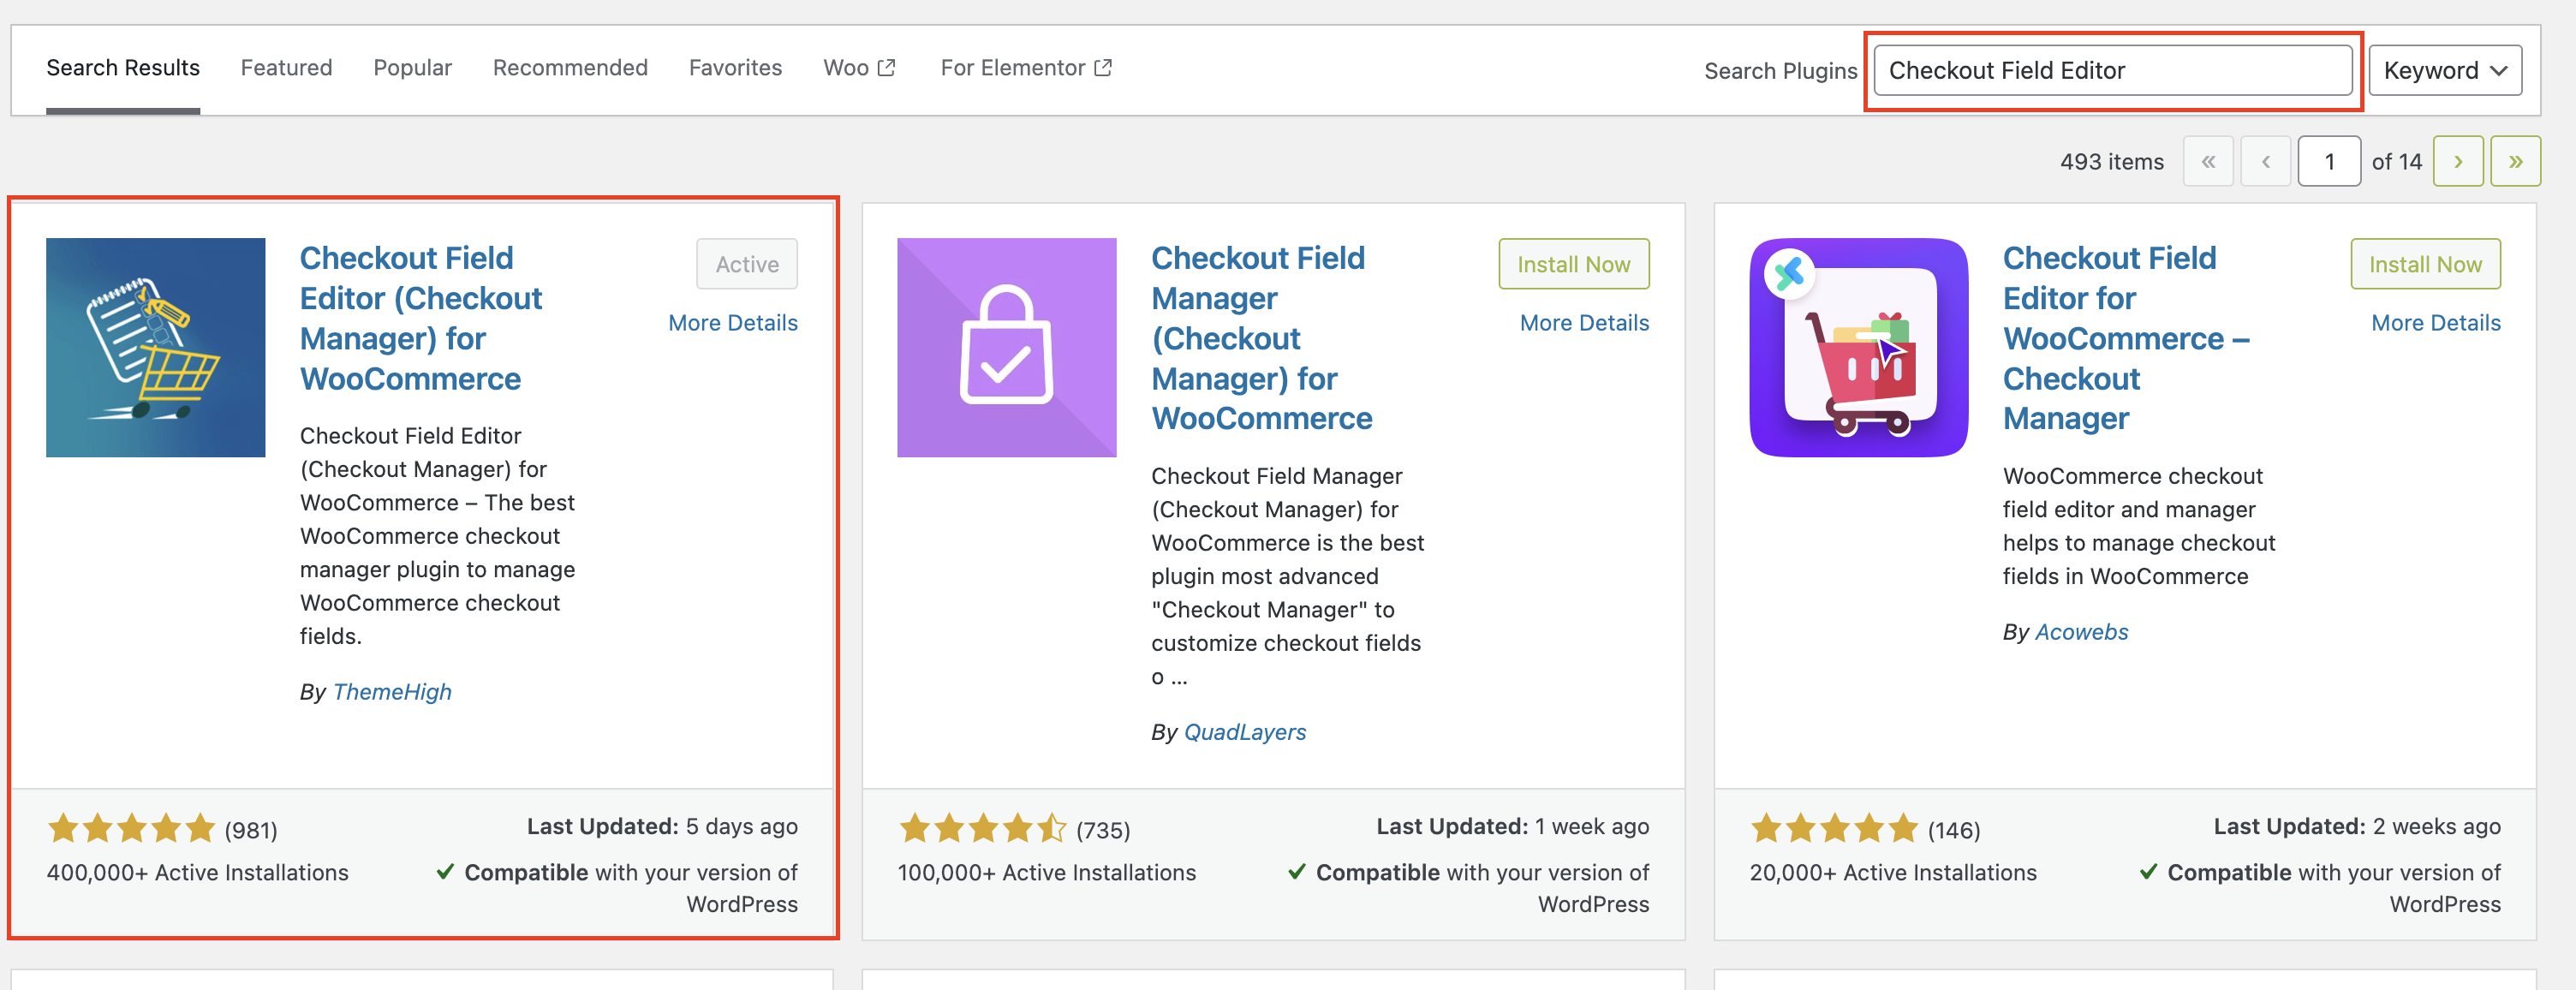 Search Results Featured Popular Recommended Favorites Woo For Elementor Search Plugins Checkout Field Editor Keyword
493 items « ‹ 1 of 14 › »
Checkout Field
Editor (Checkout
Manager) for
WooCommerce
Active
More Details
Checkout Field Editor
(Checkout Manager) for
WooCommerce – The best
WooCommerce checkout
manager plugin to manage
WooCommerce checkout
fields.
By ThemeHigh
(981)
400,000+ Active Installations
Last Updated: 5 days ago
Compatible with your version of
WordPress
Checkout Field
Manager
(Checkout
Manager) for
WooCommerce
Install Now
More Details
Checkout Field Manager
(Checkout Manager) for
WooCommerce is the best
plugin most advanced
"Checkout Manager" to
customize checkout fields
o ...
By QuadLayers
(735)
100,000+ Active Installations
Last Updated: 1 week ago
Compatible with your version of
WordPress
Checkout Field
Editor for
WooCommerce –
Checkout
Manager
Install Now
More Details
WooCommerce checkout
field editor and manager
helps to manage checkout
fields in WooCommerce
By Acowebs
(146)
20,000+ Active Installations
Last Updated: 2 weeks ago
Compatible with your version of
WordPress